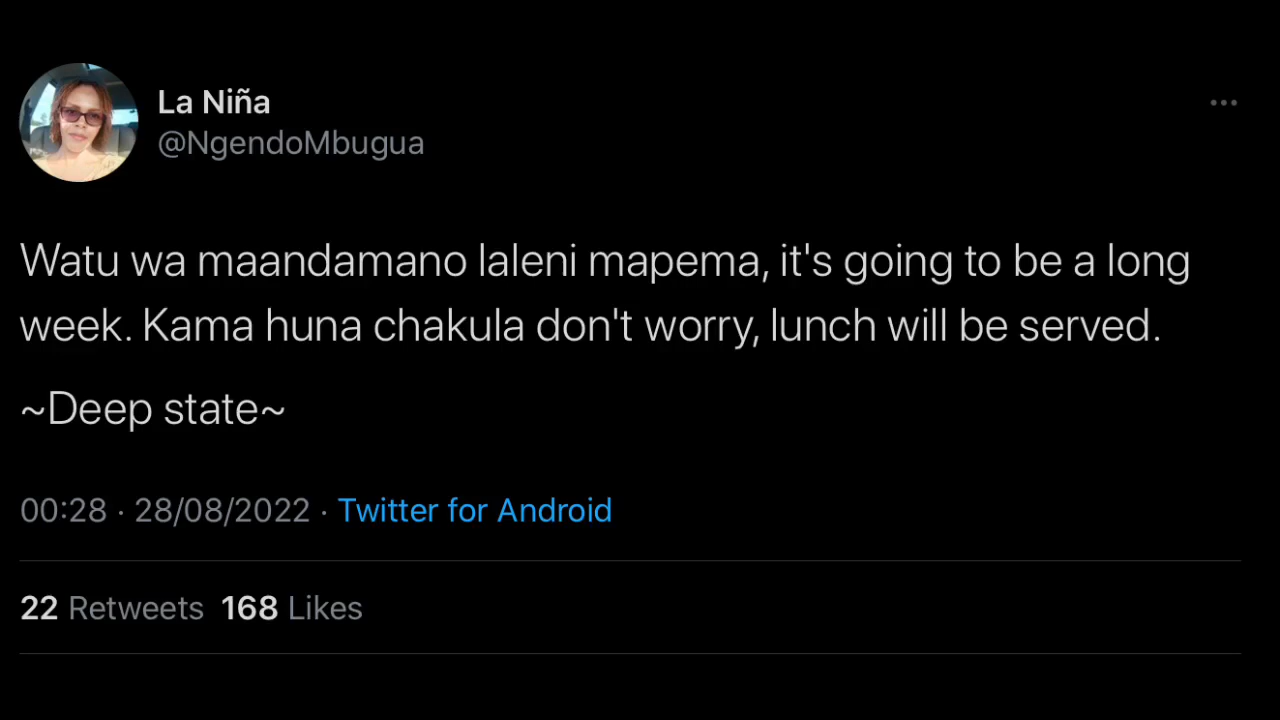 La Niña
@NgendoMbugua
Watu wa maandamano laleni mapema, it's going to be a long
week. Kama huna chakula don't worry, lunch will be served.
~Deep state~
00:28 · 28/08/2022 · Twitter for Android
22 Retweets 168 Likes